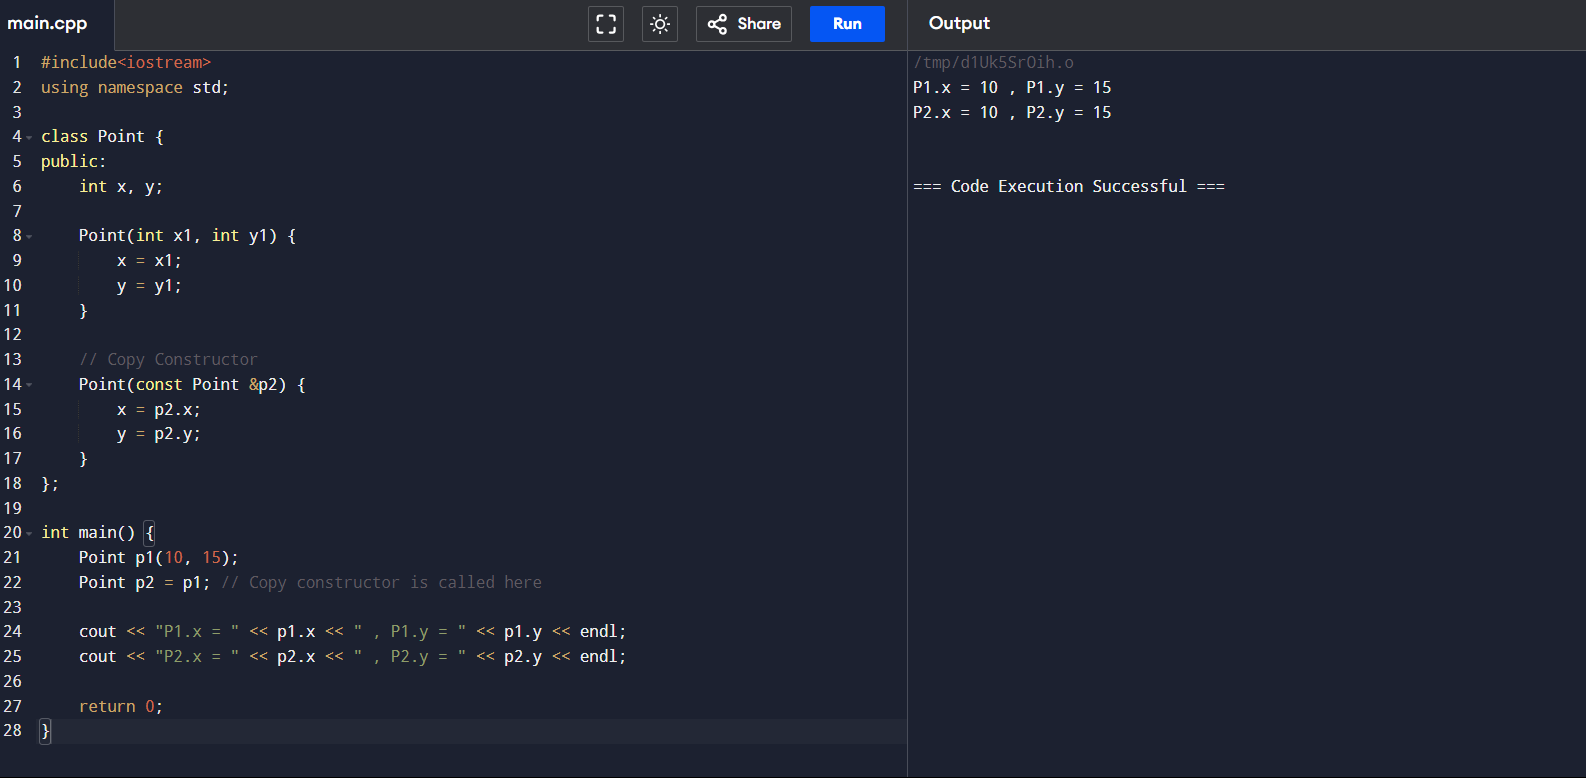 main.cpp
Share
Run
Output
1 #include<iostream>
2 using namespace std;
3
4 class Point {
5 public:
6     int x, y;
7
8     Point(int x1, int y1) {
9         x = x1;
10         y = y1;
11     }
12
13     // Copy Constructor
14     Point(const Point &p2) {
15         x = p2.x;
16         y = p2.y;
17     }
18 };
19
20 int main() {
21     Point p1(10, 15);
22     Point p2 = p1; // Copy constructor is called here
23
24     cout << "P1.x = " << p1.x << " , P1.y = " << p1.y << endl;
25     cout << "P2.x = " << p2.x << " , P2.y = " << p2.y << endl;
26
27     return 0;
28 }
/tmp/d1Uk5SrOih.o
P1.x = 10 , P1.y = 15
P2.x = 10 , P2.y = 15
=== Code Execution Successful ===